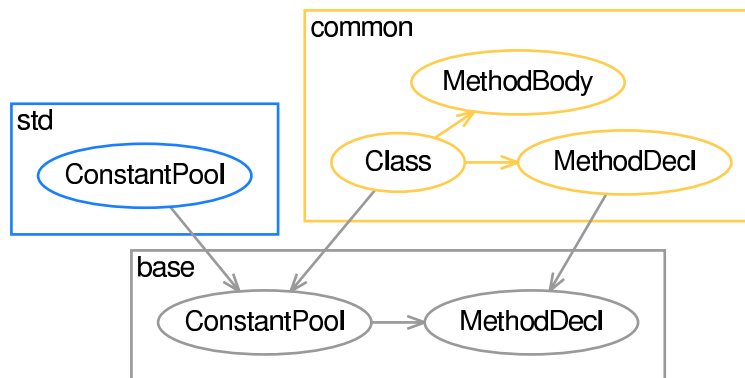 common
MethodBody
std
ConstantPool
Class
MethodDecl
base
ConstantPool
MethodDecl